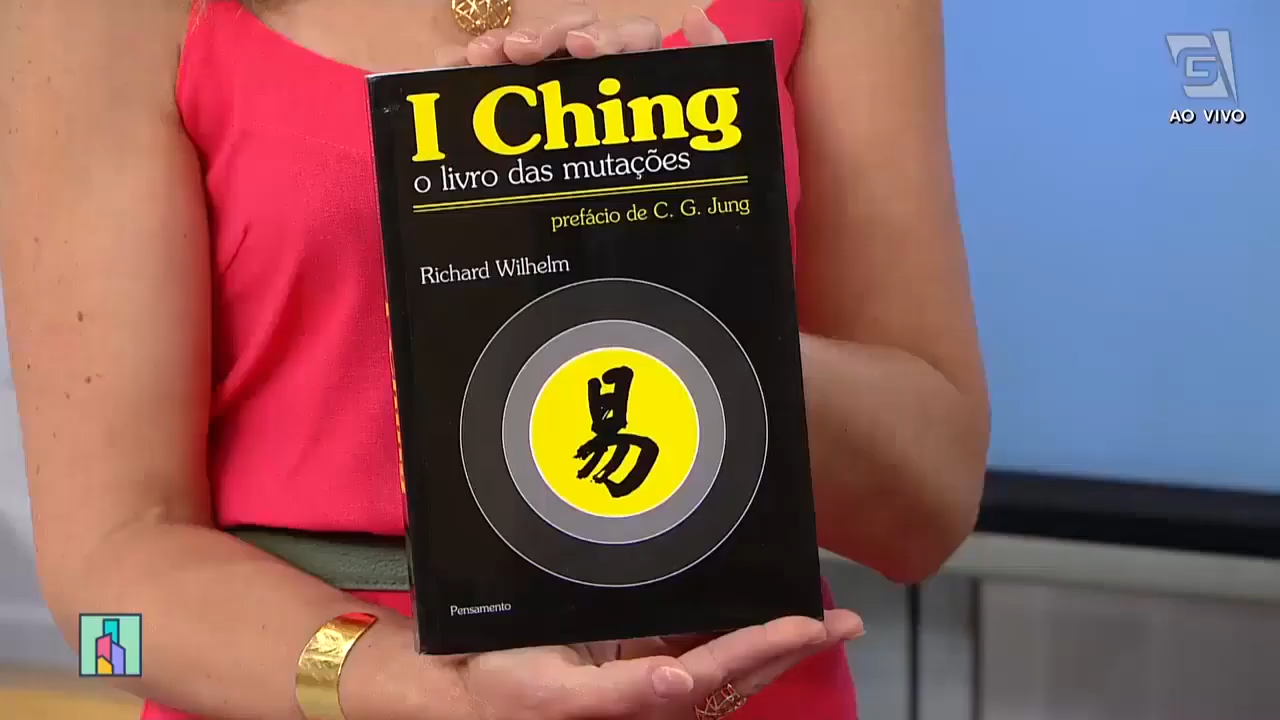 I Ching
o livro das mutações
prefácio de C. G. Jung
Richard Wilhelm
易
Pensamento
G
AO VIVO